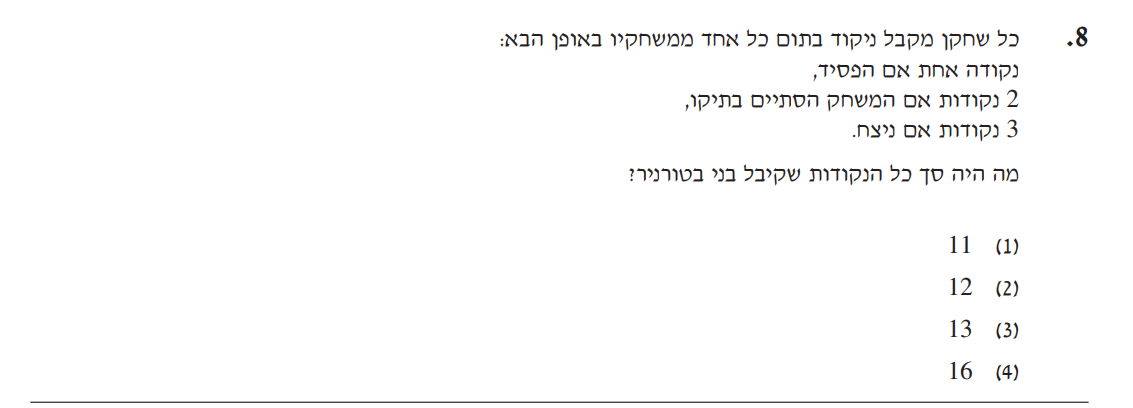 8. כל שחקן מקבל ניקוד בתום כל אחד ממשחקיו באופן הבא:
נקודה אחת אם הפסיד,
2 נקודות אם המשחק הסתיים בתיקו,
3 נקודות אם ניצח.
מה היה סך כל הנקודות שקיבל בני בטורניר?
(1) 11
(2) 12
(3) 13
(4) 16